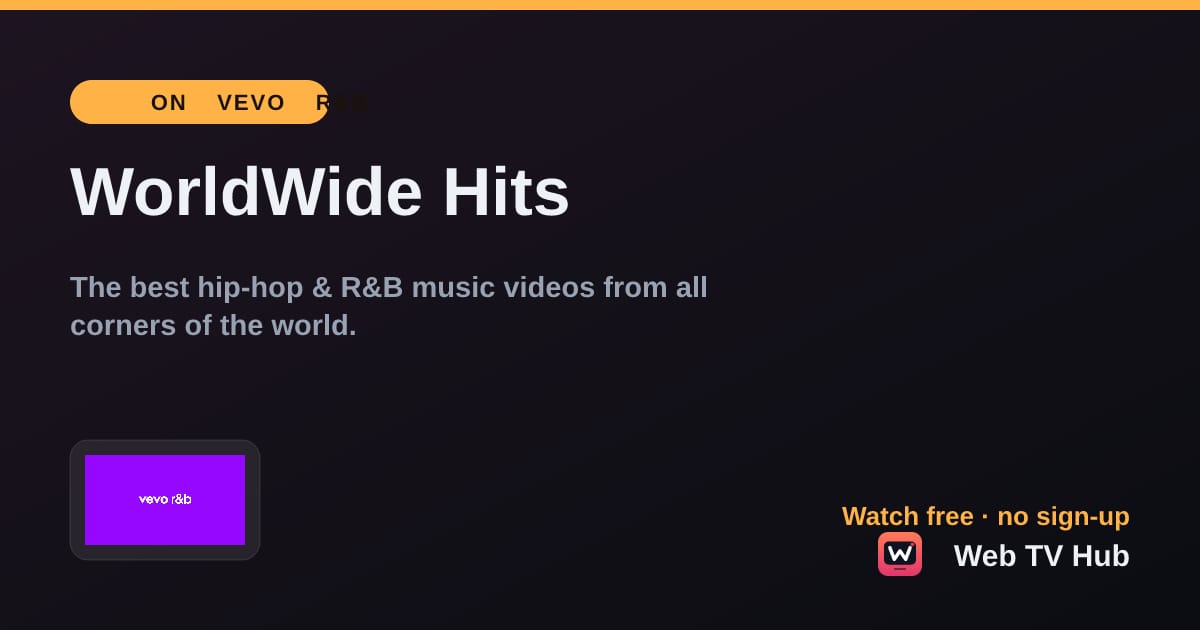 ON VEVO R&B
WorldWide Hits
The best hip-hop & R&B music videos from all
corners of the world.
vevo r&b
Watch free · no sign-up
W
Web TV Hub